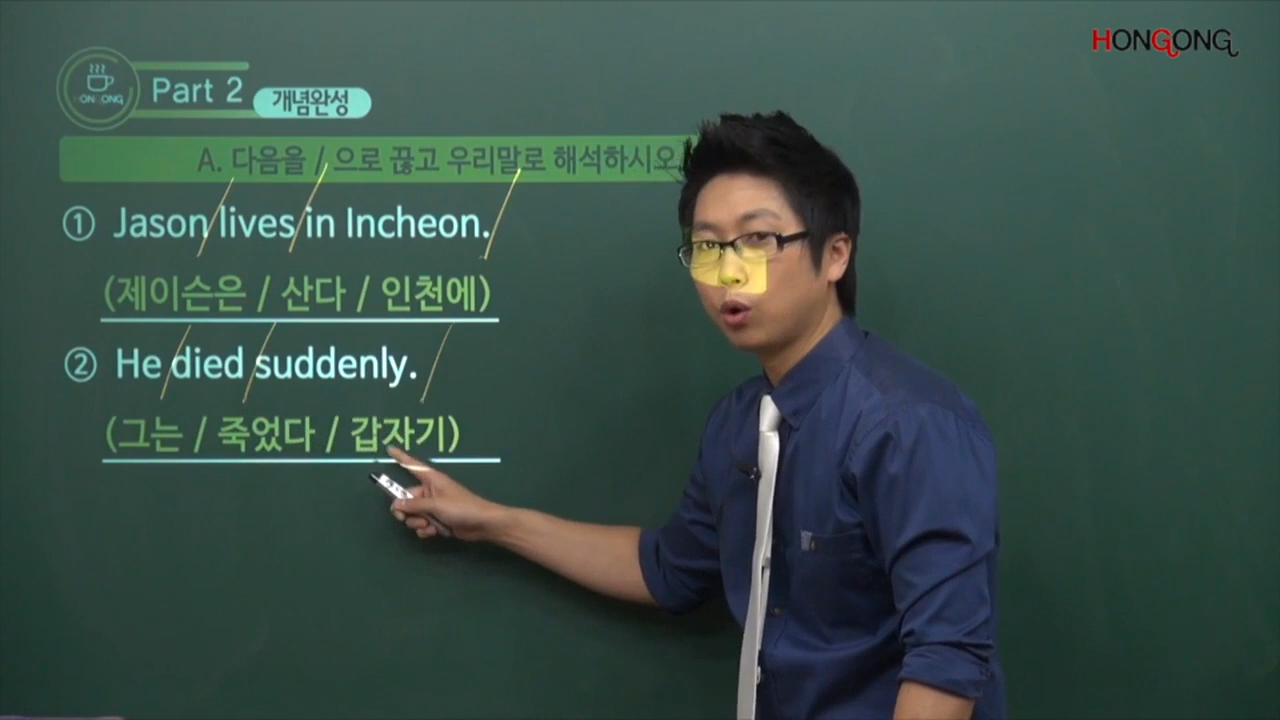 HONGONG
HONGONG
Part 2
개념완성
A. 다음을 / 으로 끊고 우리말로 해석하시오
① Jason lives in Incheon.
(제이슨은 / 산다 / 인천에)
② He died suddenly.
(그는 / 죽었다 / 갑자기)